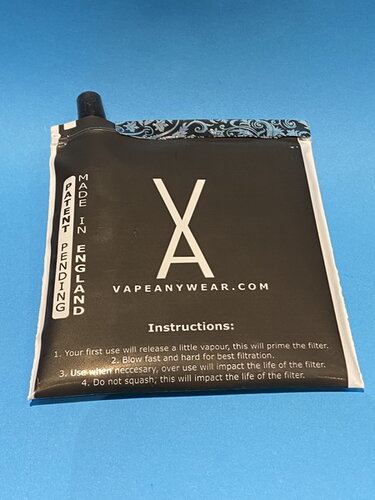 PATENT PENDING
MADE IN ENGLAND
VA
VAPEANYWEAR.COM
Instructions:
1. Your first use will release a little vapour, this will prime the filter.
2. Blow fast and hard for best filtration.
3. Use when neccesary, over use will impact the life of the filter.
4. Do not squash, this will impact the life of the filter.